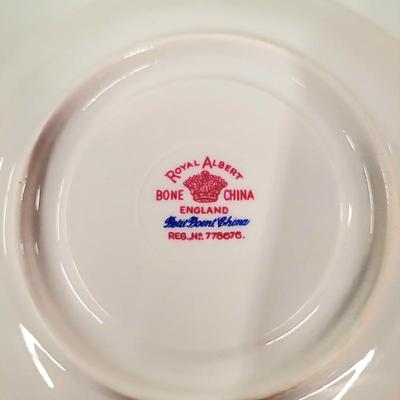 ROYAL ALBERT
BONE CHINA
ENGLAND
Petit Point China
REG. No. 778676.